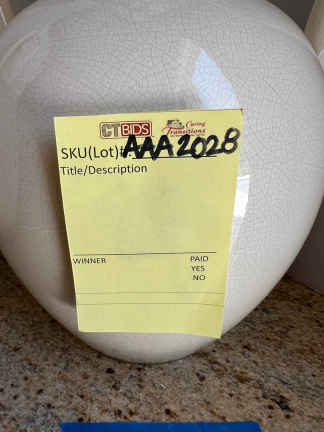 CTBIDS Caring Transitions
SKU(Lot)#: AAA2028
Title/Description
WINNER PAID
YES
NO